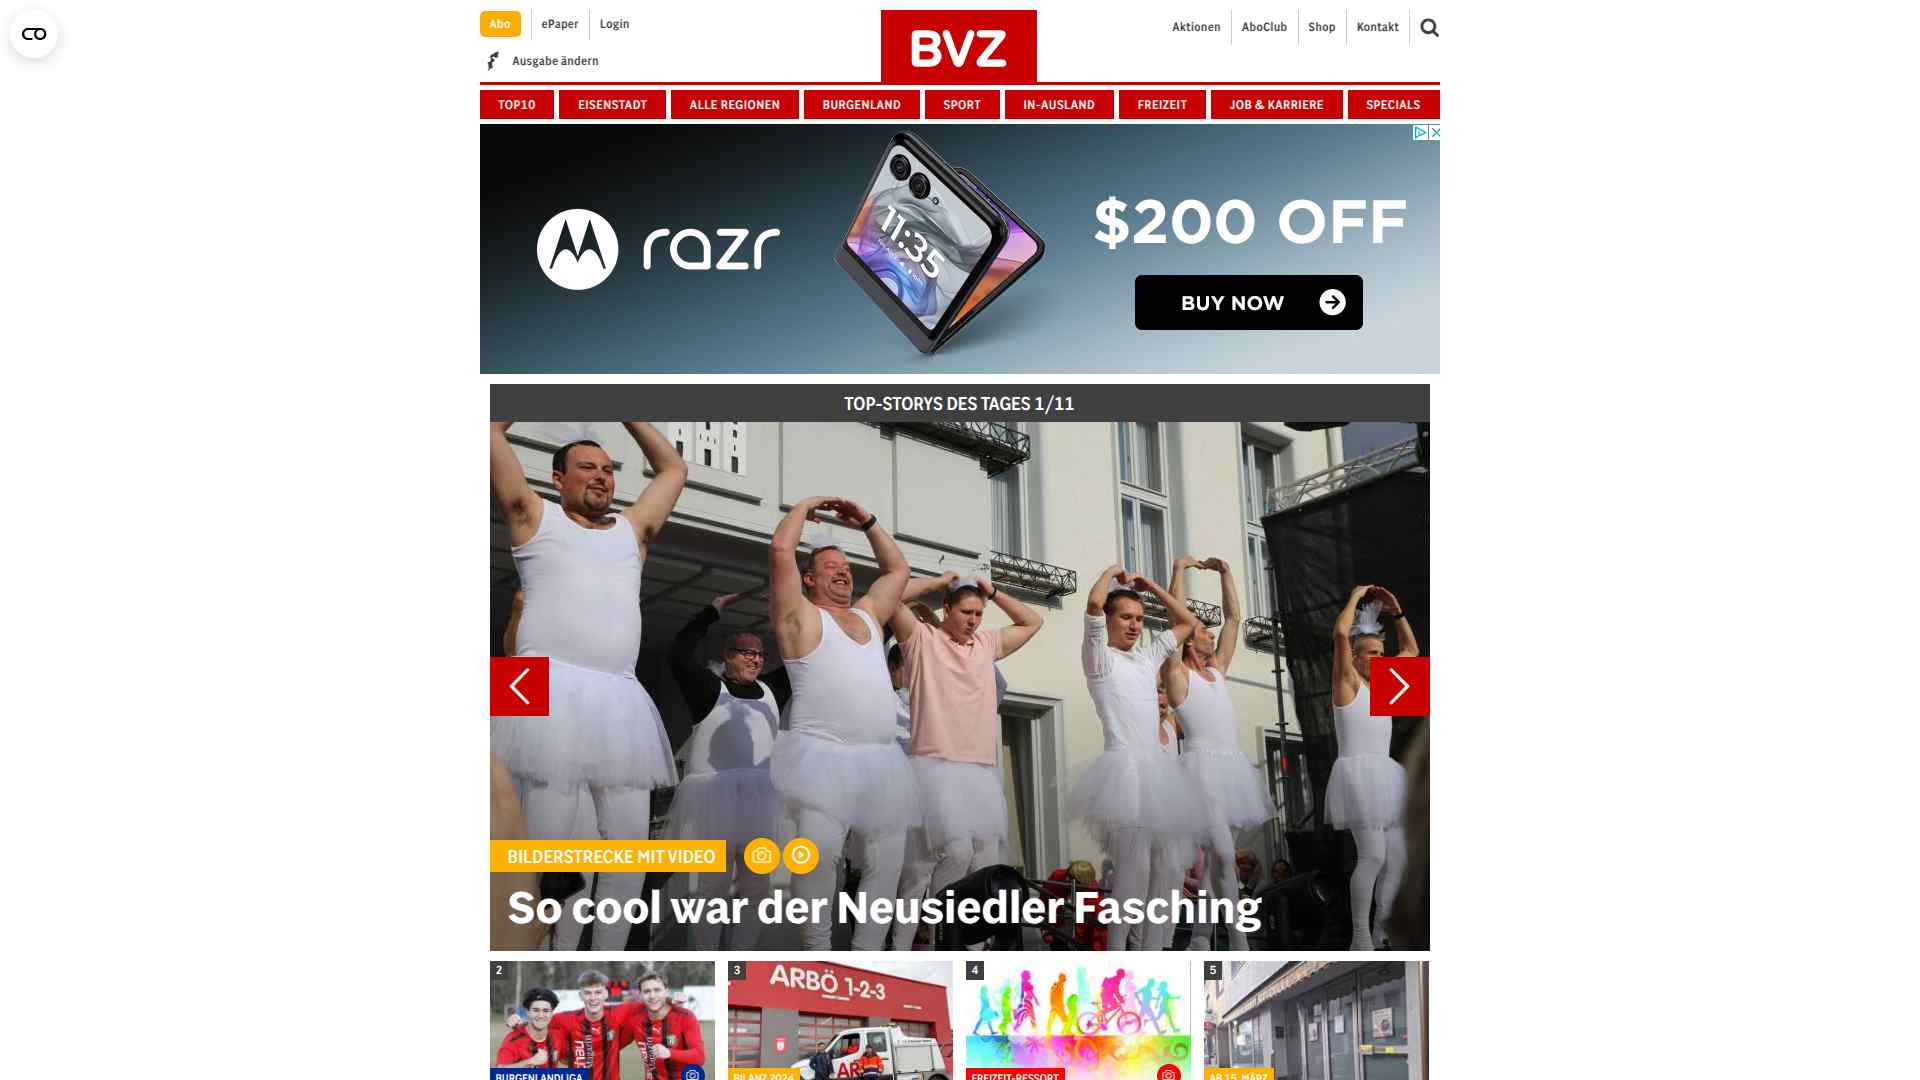 Abo
ePaper
Login
Ausgabe ändern
BVZ
Aktionen
AboClub
Shop
Kontakt
TOP10
EISENSTADT
ALLE REGIONEN
BURGENLAND
SPORT
IN-AUSLAND
FREIZEIT
JOB & KARRIERE
SPECIALS
razr
11:35
$200 OFF
BUY NOW
TOP-STORYS DES TAGES 1/11
BILDERSTRECKE MIT VIDEO
So cool war der Neusiedler Fasching
2
BURGENLANDLIGA
3
ARBÖ 1-2-3
AR
BILANZ 2024
4
FREIZEIT-RESSORT
5
AB 15. MÄRZ